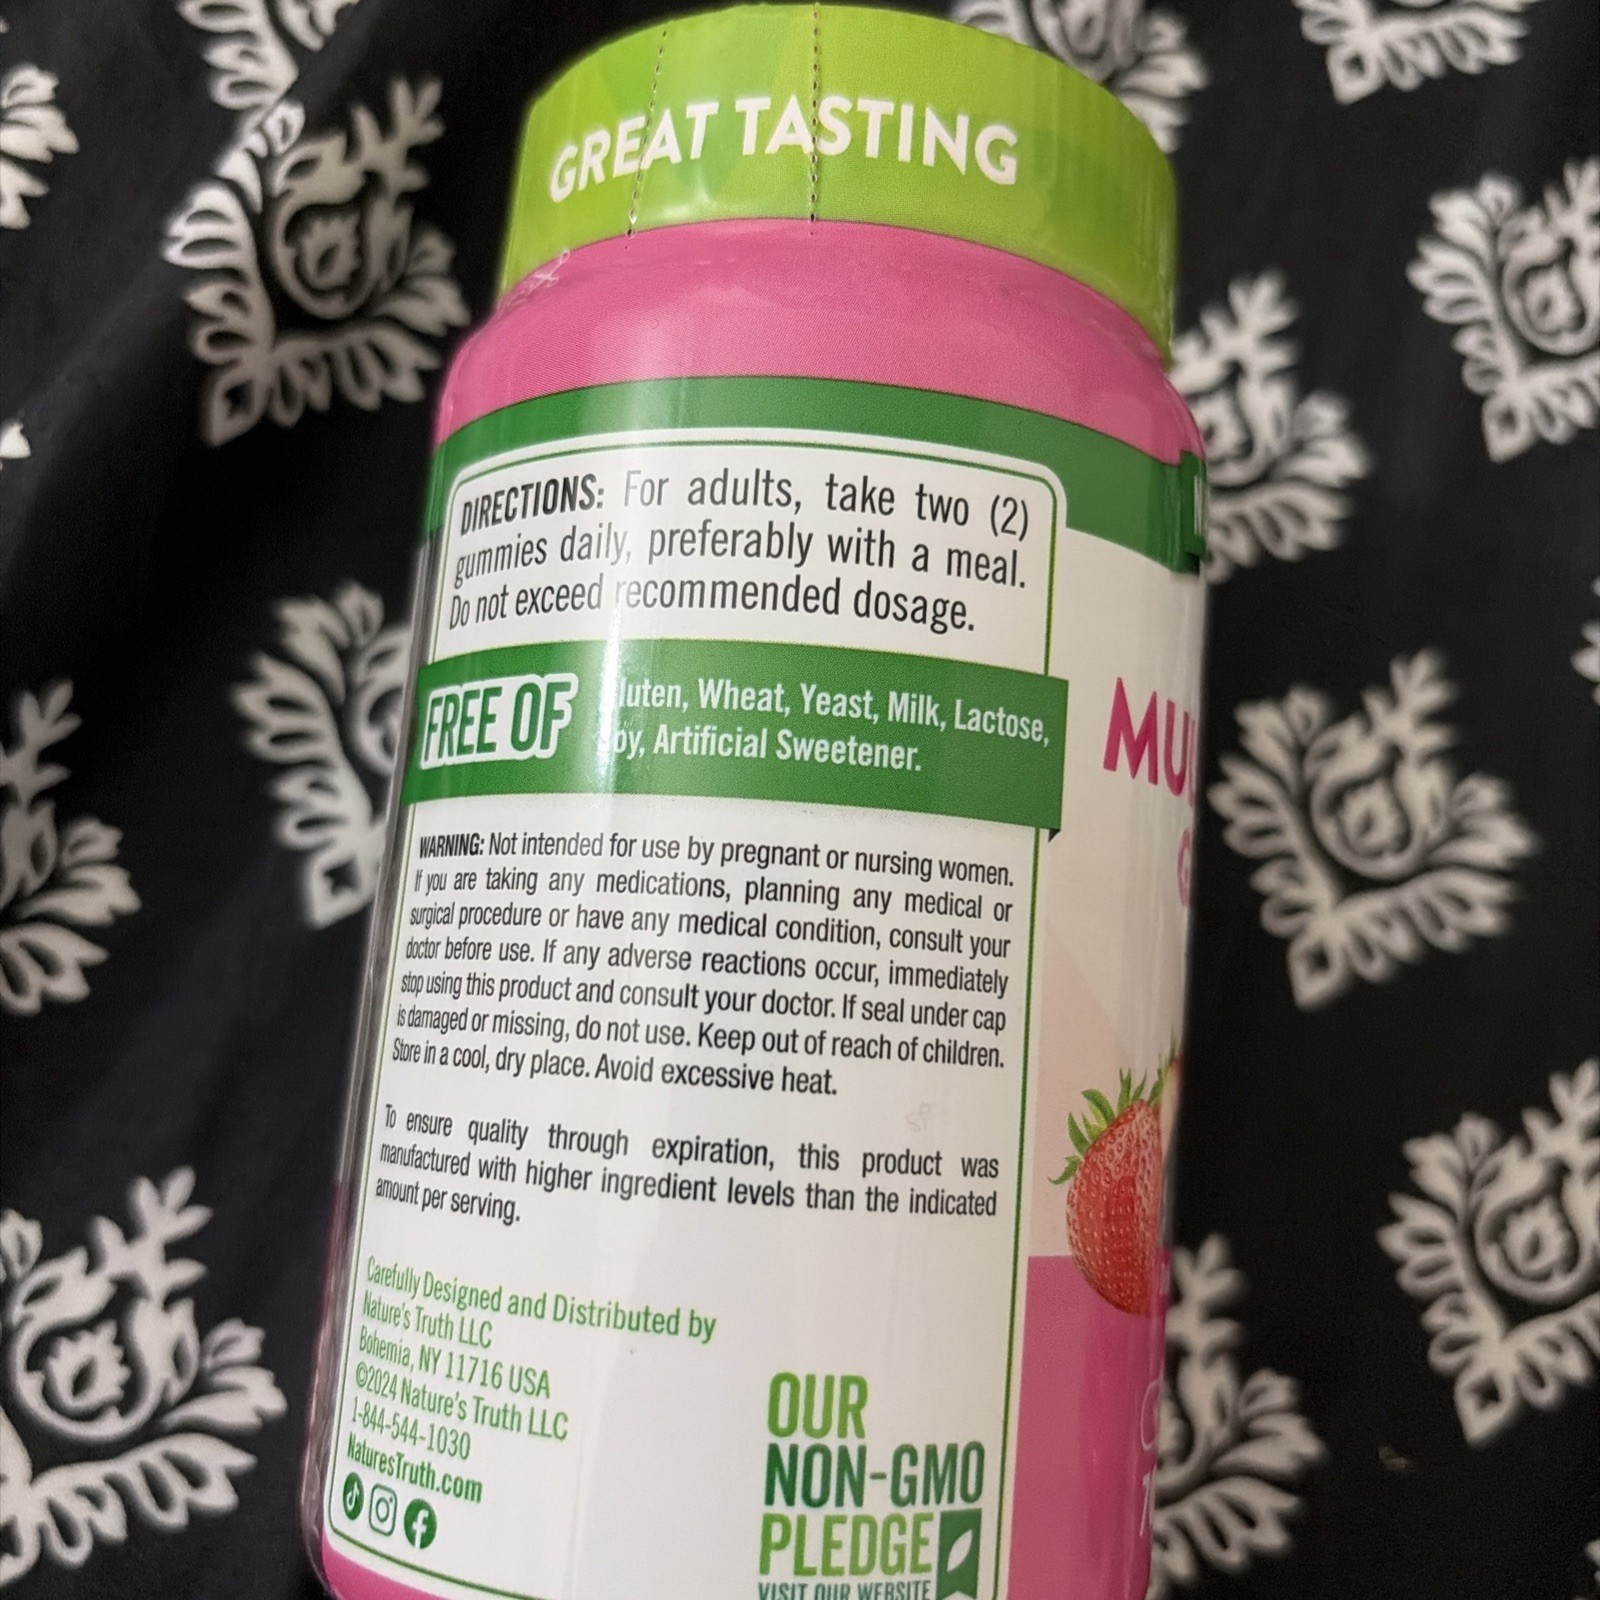 GREAT TASTING
DIRECTIONS: For adults, take two (2)
gummies daily, preferably with a meal.
Do not exceed recommended dosage.
FREE OF
luten, Wheat, Yeast, Milk, Lactose,
oy, Artificial Sweetener.
WARNING: Not intended for use by pregnant or nursing women.
If you are taking any medications, planning any medical or
surgical procedure or have any medical condition, consult your
doctor before use. If any adverse reactions occur, immediately
stop using this product and consult your doctor. If seal under cap
is damaged or missing, do not use. Keep out of reach of children.
Store in a cool, dry place. Avoid excessive heat.
To ensure quality through expiration, this product was
manufactured with higher ingredient levels than the indicated
amount per serving.
Carefully Designed and Distributed by
Nature's Truth LLC
Bohemia, NY 11716 USA
©2024 Nature's Truth LLC
1-844-544-1030
NaturesTruth.com
OUR
NON-GMO
PLEDGE
VISIT OUR WEBSITE
MU